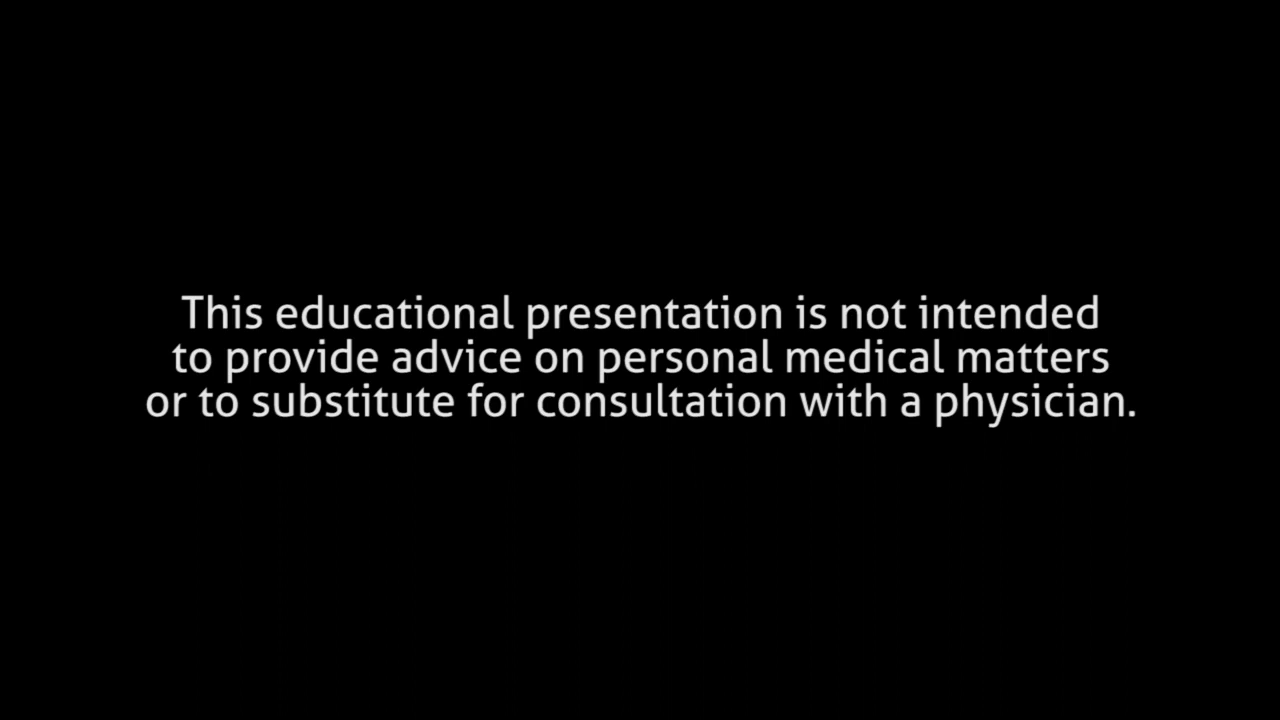 This educational presentation is not intended
to provide advice on personal medical matters
or to substitute for consultation with a physician.